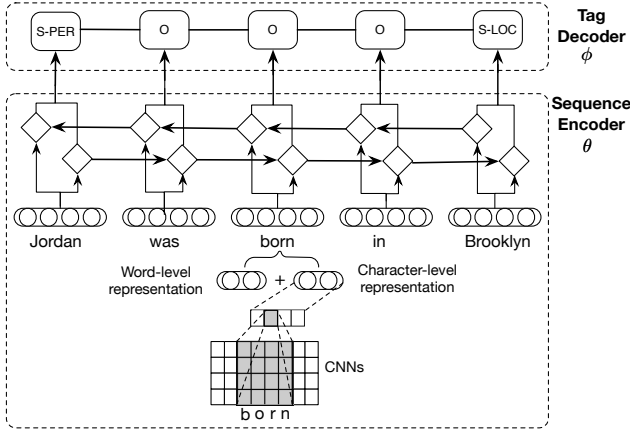 S-PER O O O S-LOC
Tag
Decoder
ϕ
Sequence
Encoder
θ
Jordan was born in Brooklyn
Word-level
representation
+
Character-level
representation
CNNs
b o r n